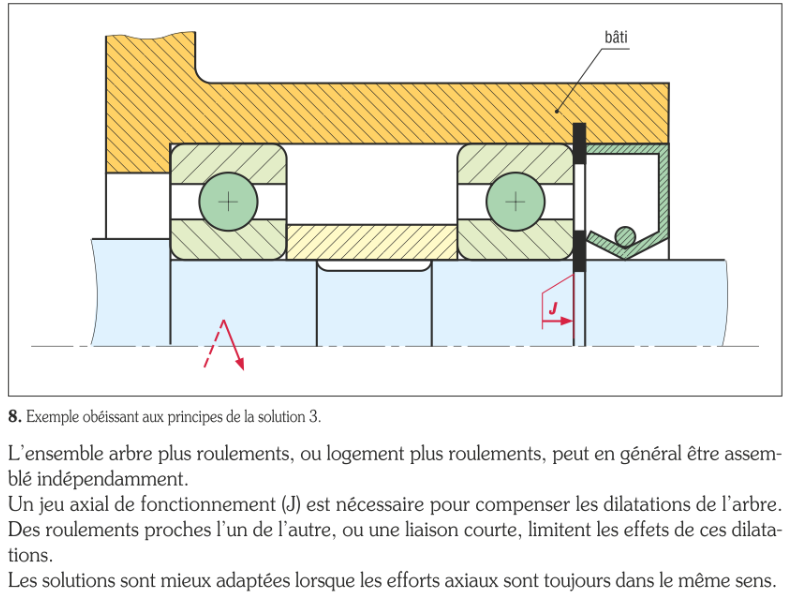 bâti
J
8. Exemple obéissant aux principes de la solution 3.
L'ensemble arbre plus roulements, ou logement plus roulements, peut en général être assem-
blé indépendamment.
Un jeu axial de fonctionnement (J) est nécessaire pour compenser les dilatations de l'arbre.
Des roulements proches l'un de l'autre, ou une liaison courte, limitent les effets de ces dilata-
tions.
Les solutions sont mieux adaptées lorsque les efforts axiaux sont toujours dans le même sens.